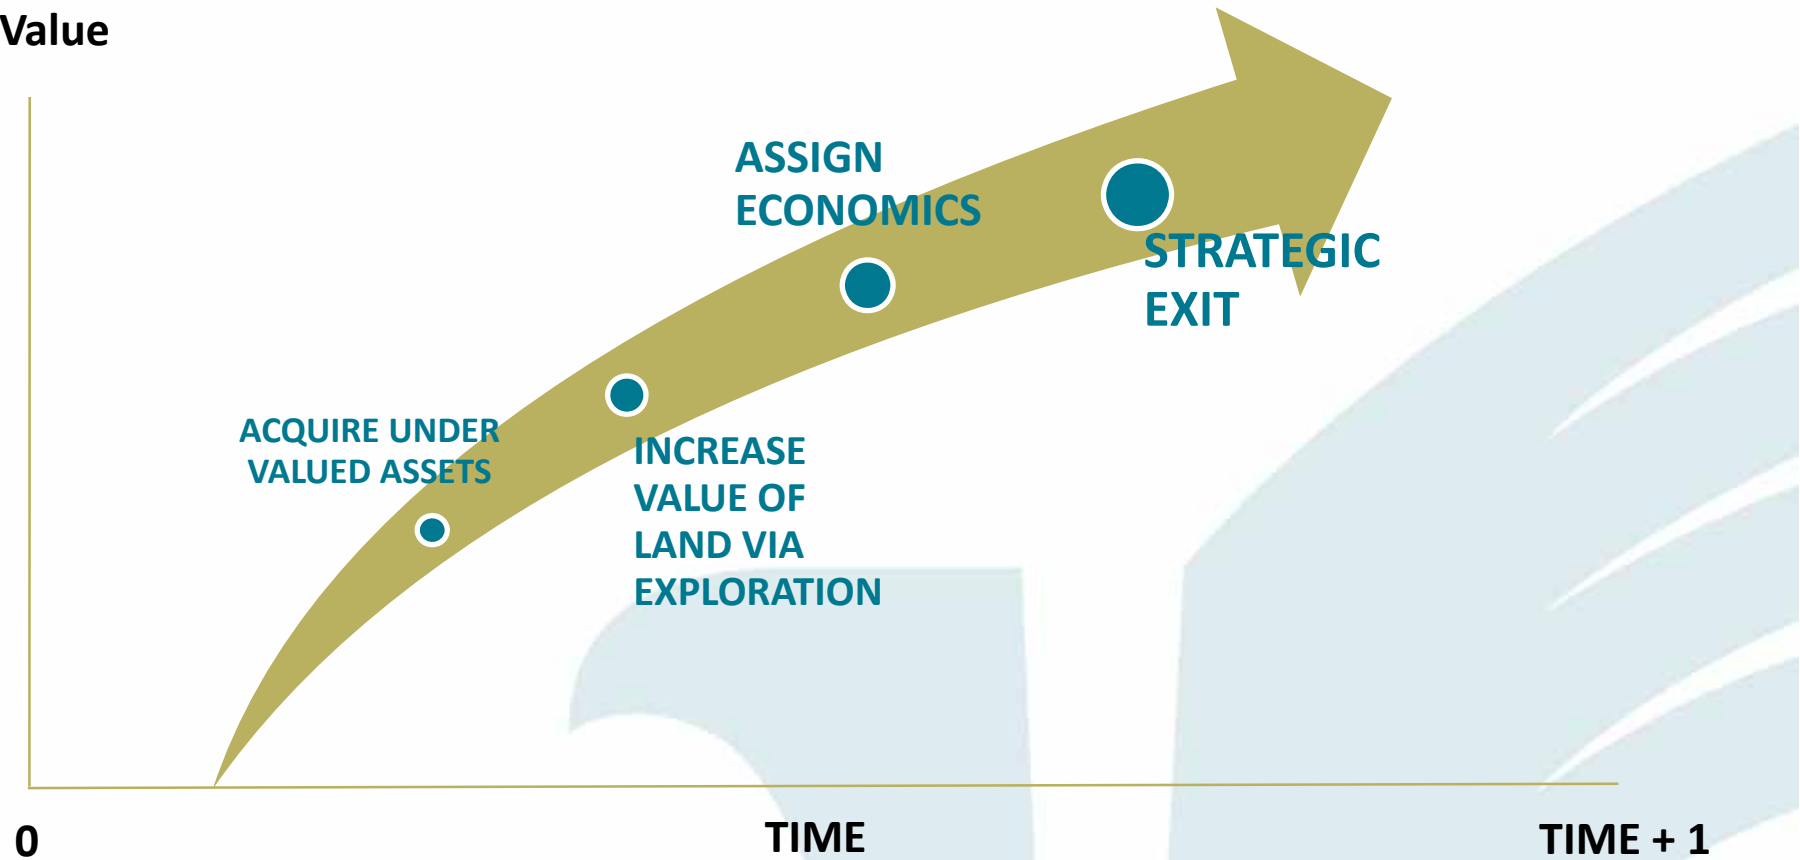 Value
ASSIGN
ECONOMICS
STRATEGIC
EXIT
ACQUIRE UNDER
VALUED ASSETS
INCREASE
VALUE OF
LAND VIA
EXPLORATION
0
TIME
TIME + 1